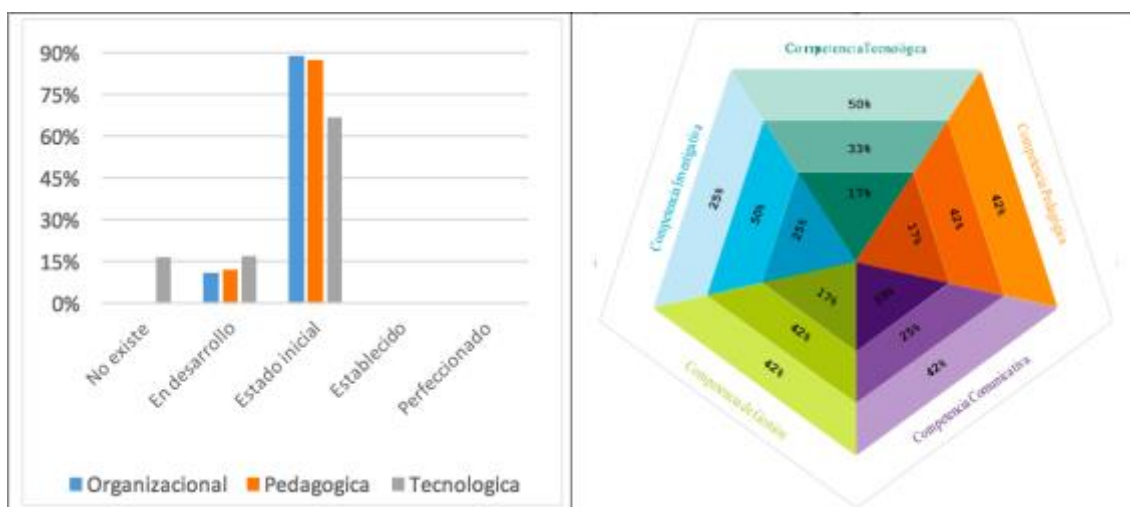 90%
75%
60%
45%
30%
15%
0%
No existe
En desarrollo
Estado inicial
Establecido
Perfeccionado
Organizacional Pedagogica Tecnologica
Competencia Tecnológica
50%
33%
17%
Competencia Pedagógica
42%
42%
17%
Competencia Comunicativa
42%
25%
33%
Competencia de Gestión
42%
42%
17%
Competencia Investigativa
25%
50%
25%